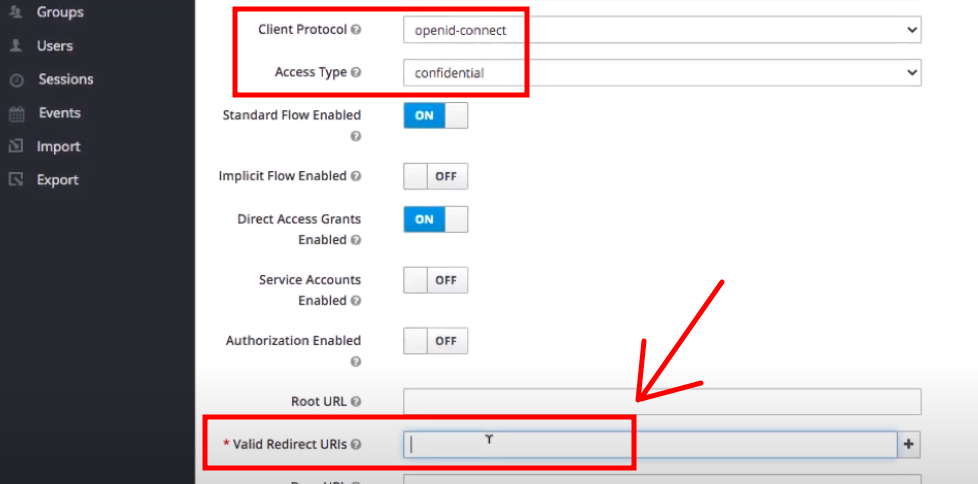 Groups
Users
Sessions
Events
Import
Export
Client Protocol
openid-connect
Access Type
confidential
Standard Flow Enabled
ON
Implicit Flow Enabled
OFF
Direct Access Grants
Enabled
ON
Service Accounts
Enabled
OFF
Authorization Enabled
OFF
Root URL
* Valid Redirect URIs
+